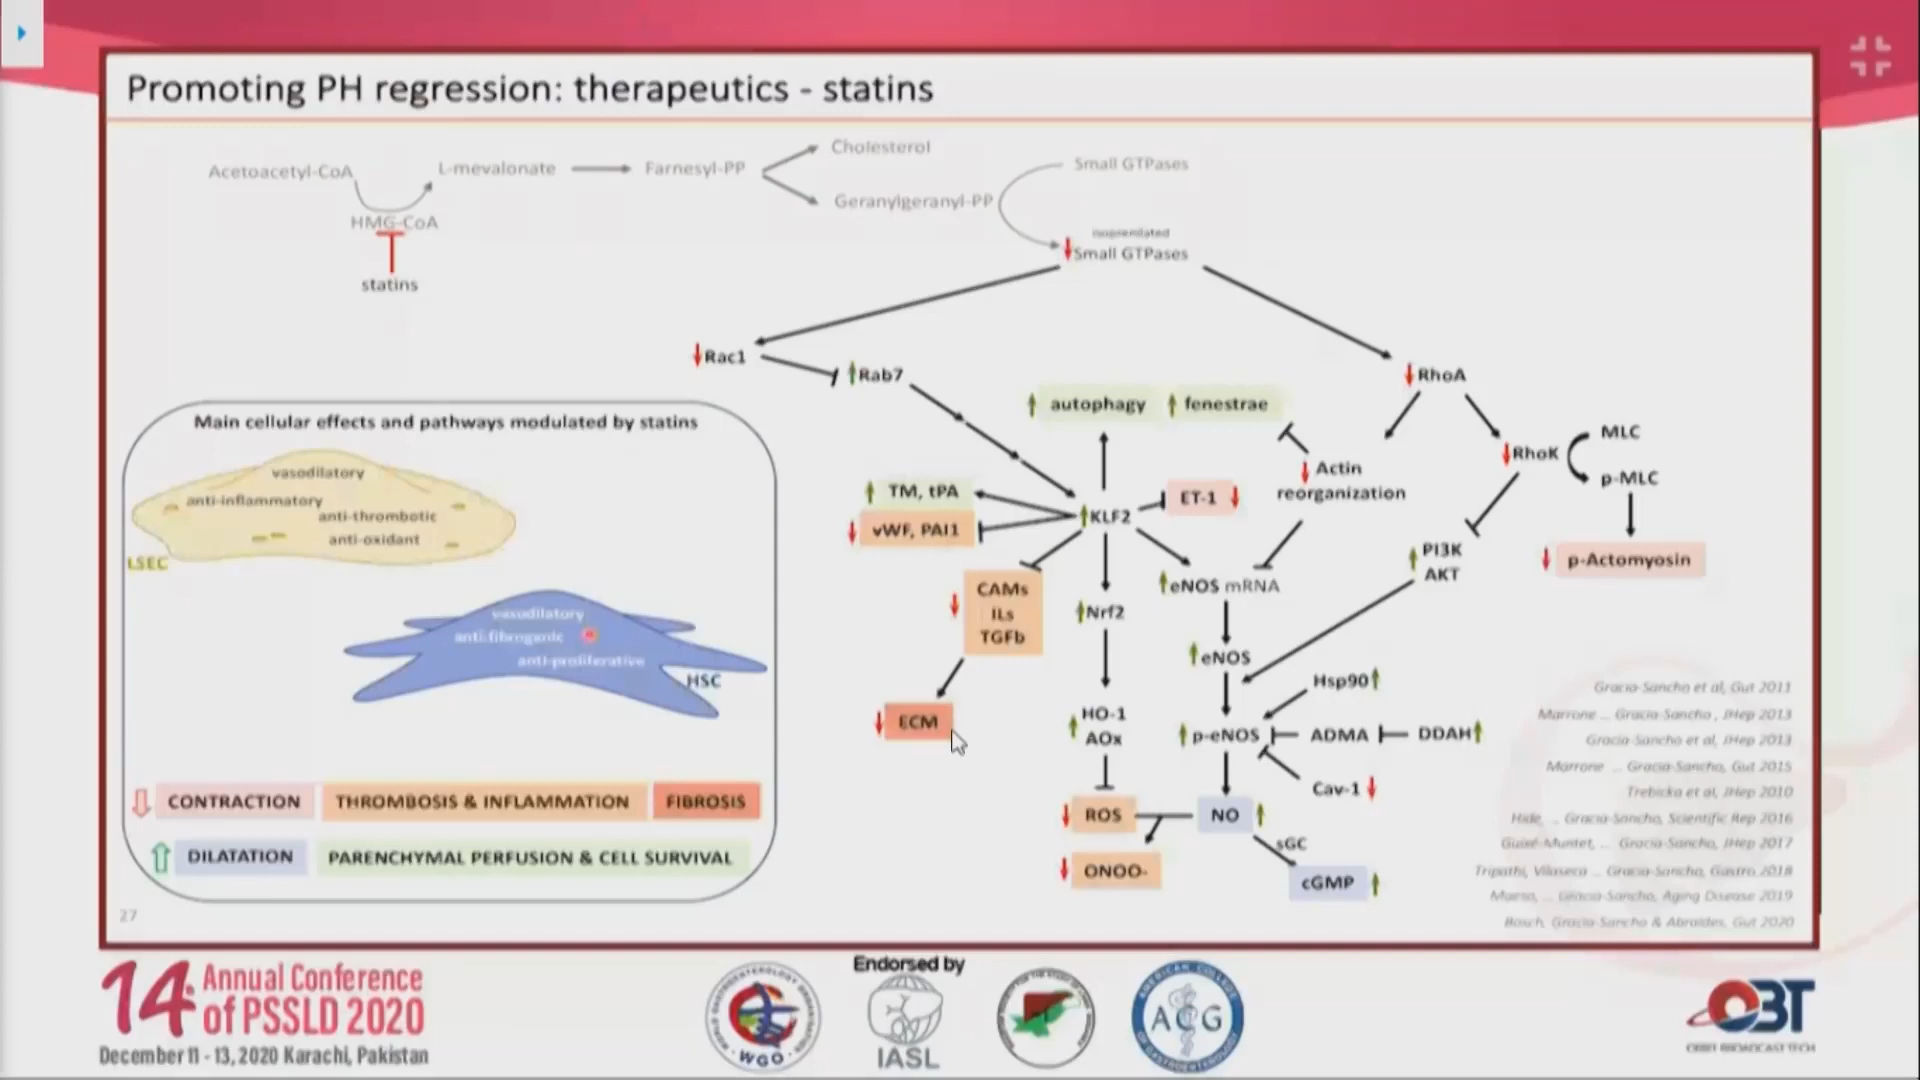 Promoting PH regression: therapeutics - statins
Acetoacetyl-CoA
L-mevalonate
Farnesyl-PP
Cholesterol
Geranylgeranyl-PP
Small GTPases
HMG-CoA
statins
Small GTPases
Rac1
Rab7
RhoA
autophagy
fenestrae
RhoK
MLC
p-MLC
Actin
reorganization
TM, tPA
vWF, PAI1
KLF2
ET-1
PI3K
AKT
p-Actomyosin
CAMs
ILs
TGFb
Nrf2
eNOS mRNA
eNOS
Hsp90
ECM
HO-1
AOx
p-eNOS
ADMA
DDAH
Cav-1
ROS
NO
sGC
ONOO-
cGMP
Main cellular effects and pathways modulated by statins
vasodilatory
anti-inflammatory
anti-thrombotic
anti-oxidant
LSEC
vasodilatory
anti-fibrogenic
anti-proliferative
HSC
CONTRACTION
THROMBOSIS & INFLAMMATION
FIBROSIS
DILATATION
PARENCHYMAL PERFUSION & CELL SURVIVAL
27
Gracia-Sancho et al, Gut 2011
Marrone ... Gracia-Sancho, JHep 2013
Gracia-Sancho et al, JHep 2013
Marrone ... Gracia-Sancho, Gut 2015
Trebicka et al, JHep 2010
Hide, ... Gracia-Sancho, Scientific Rep 2016
Guixé-Muntet, ... Gracia-Sancho, JHep 2017
Tripathi, Vilaseca ... Gracia-Sancho, Gastro 2018
... Gracia-Sancho, Aging Disease 2019
Bosch, Gracia-Sancho & Abraldes, Gut 2020
14th Annual Conference
of PSSLD 2020
December 11 - 13, 2020 Karachi, Pakistan
Endorsed by
WGO
IASL
AMERICAN COLLEGE
OF GASTROENTEROLOGY
ACG
OBT